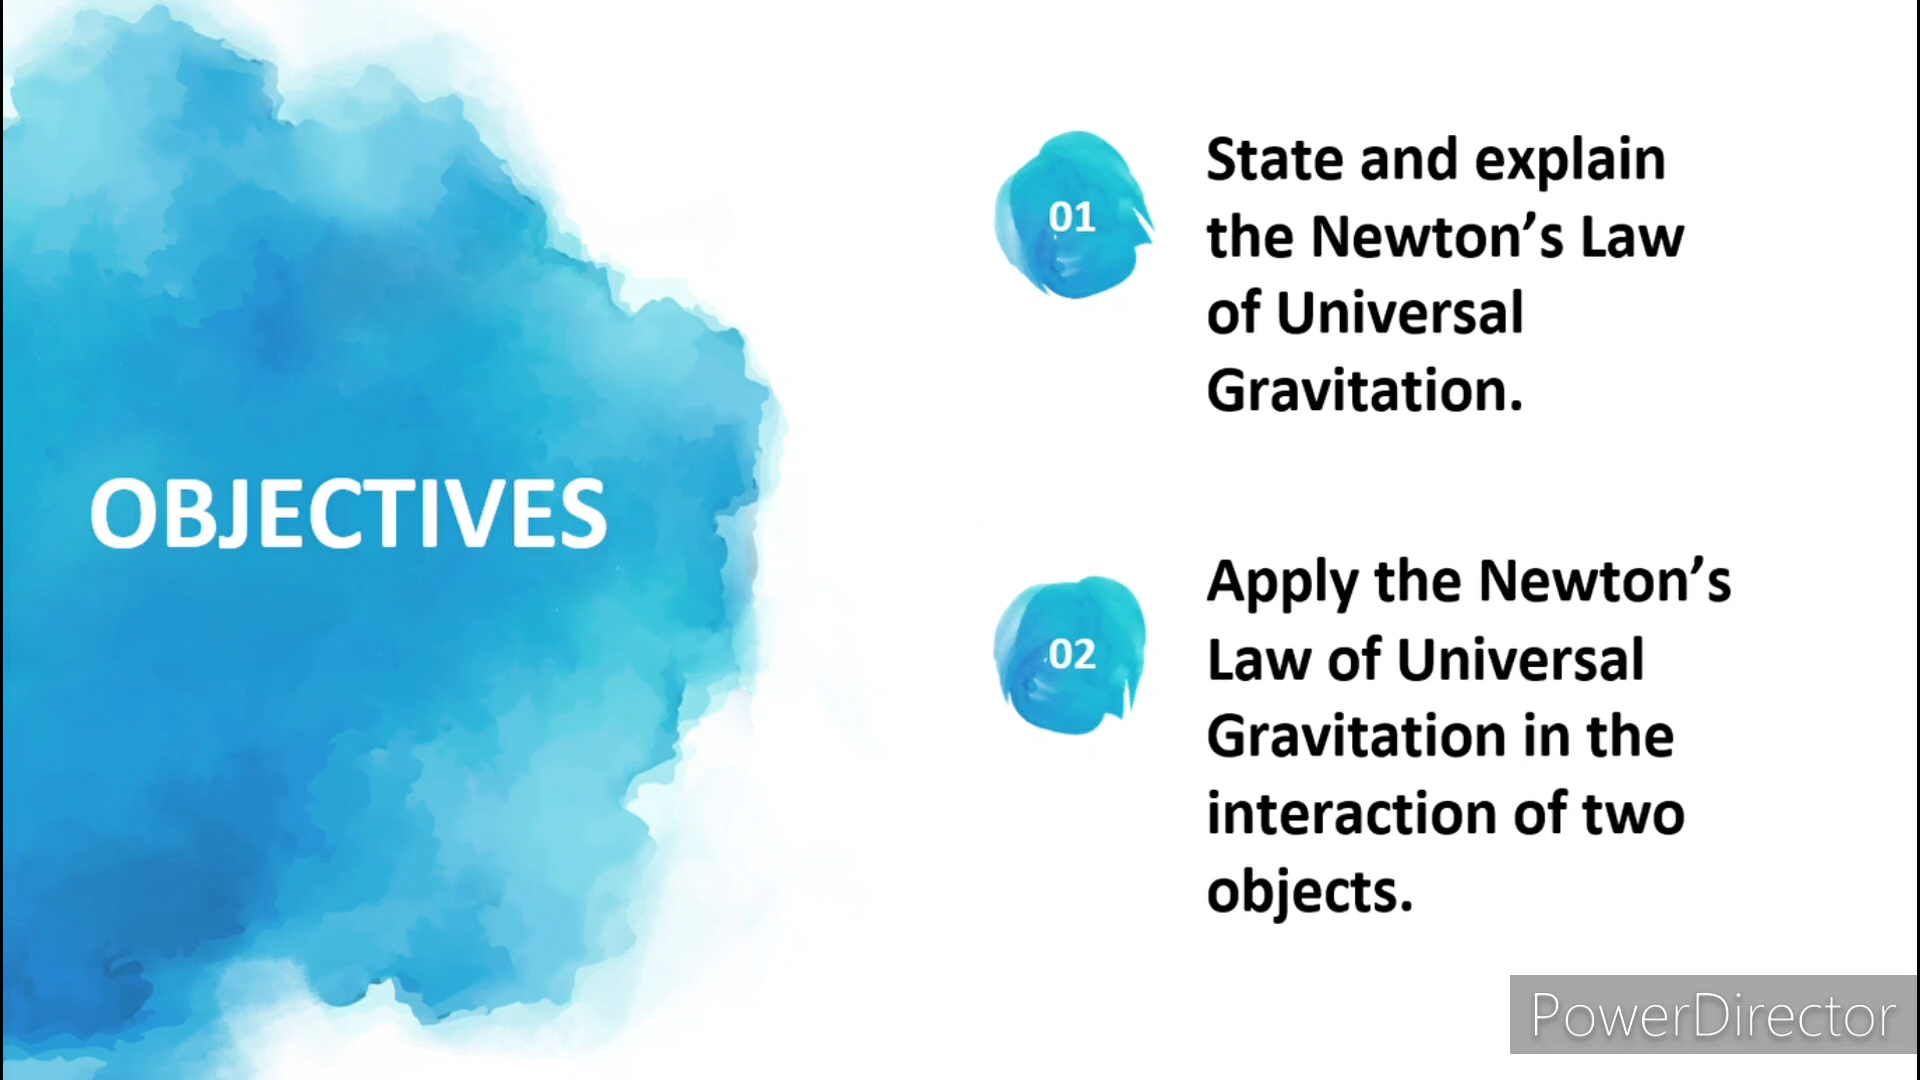 OBJECTIVES
01
State and explain
the Newton’s Law
of Universal
Gravitation.
02
Apply the Newton’s
Law of Universal
Gravitation in the
interaction of two
objects.
PowerDirector